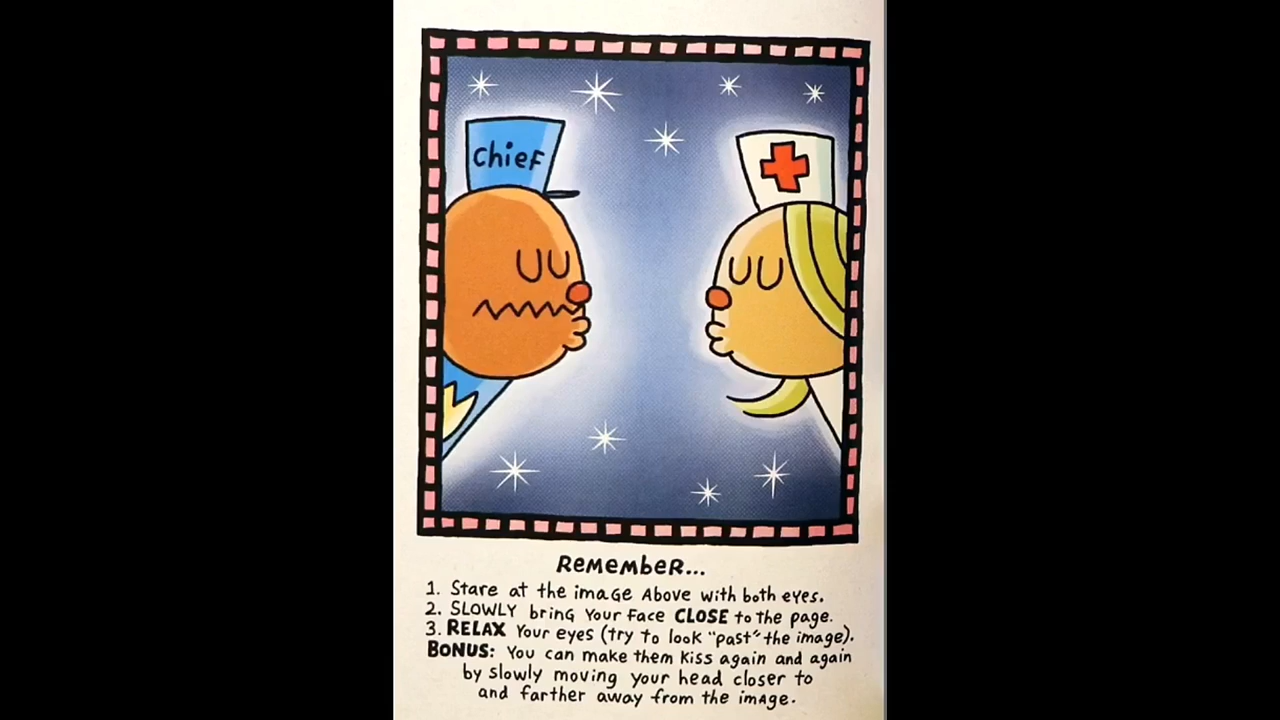 Chief
Remember...
1. Stare at the image Above with both eyes.
2. SLOWLY bring Your Face CLOSE to the page.
3. RELAX Your eyes (try to look "past" the image).
BONUS: You can make them Kiss again and again
by slowly moving your head closer to
and farther away from the image.